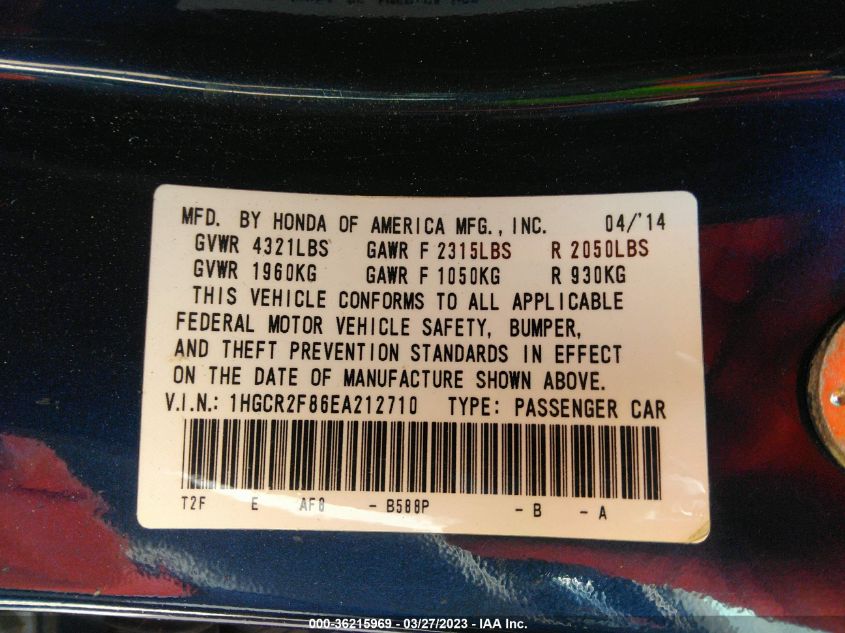 MFD. BY HONDA OF AMERICA MFG., INC. 04/'14
GVWR 4321LBS GAWR F 2315LBS R 2050LBS
GVWR 1960KG GAWR F 1050KG R 930KG
THIS VEHICLE CONFORMS TO ALL APPLICABLE
FEDERAL MOTOR VEHICLE SAFETY, BUMPER,
AND THEFT PREVENTION STANDARDS IN EFFECT
ON THE DATE OF MANUFACTURE SHOWN ABOVE.
V.I.N.: 1HGCR2F86EA212710 TYPE: PASSENGER CAR
T2F E AF8 - B588P - B - A
000-36215969 — 03/27/2023 — © IAA Inc.